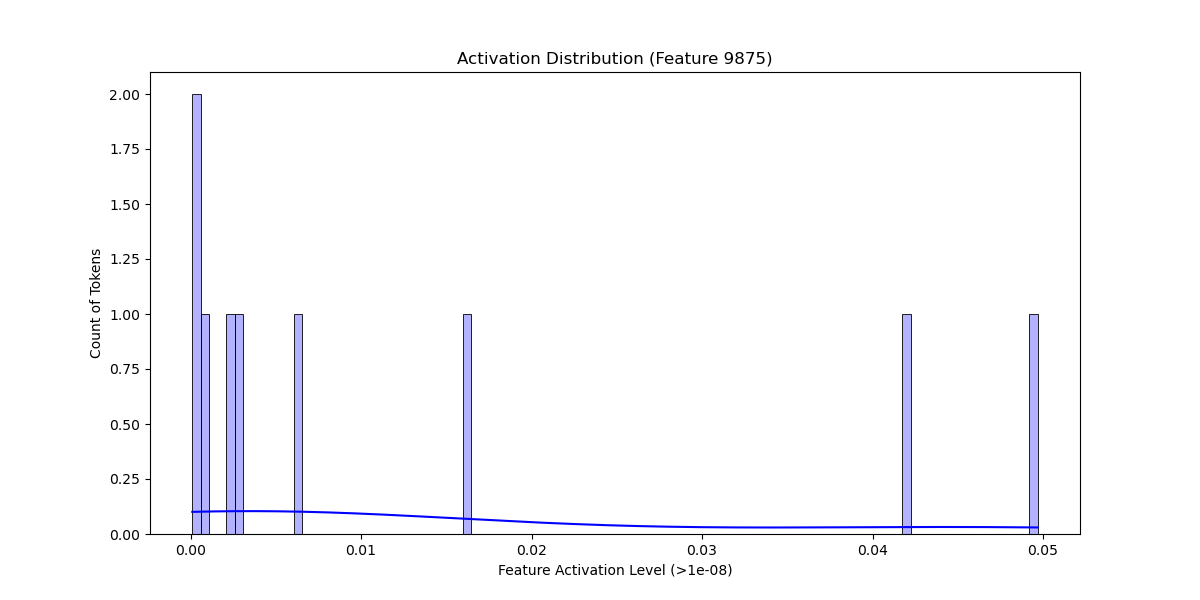 Activation Distribution (Feature 9875)
2.00
1.75
1.50
1.25
1.00
0.75
0.50
0.25
0.00
Count of Tokens
0.00 0.01 0.02 0.03 0.04 0.05
Feature Activation Level (>1e-08)